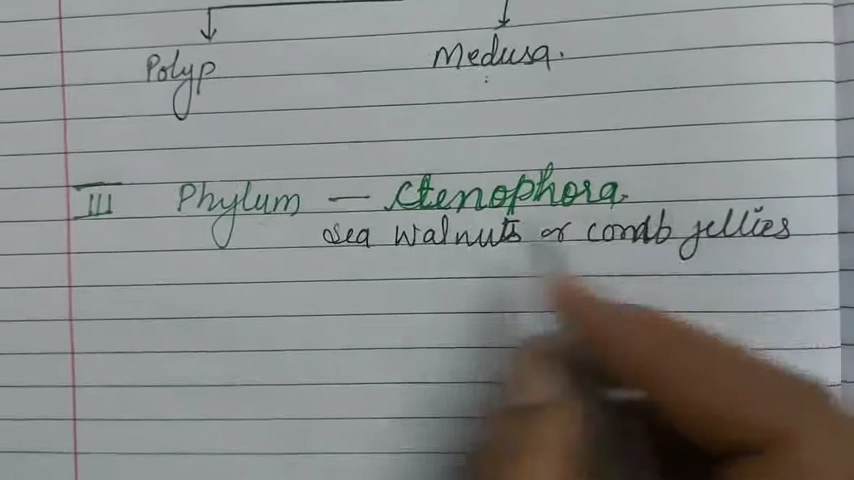 Polyp Medusa.
III Phylum — Ctenophora.
sea walnuts or comb jellies